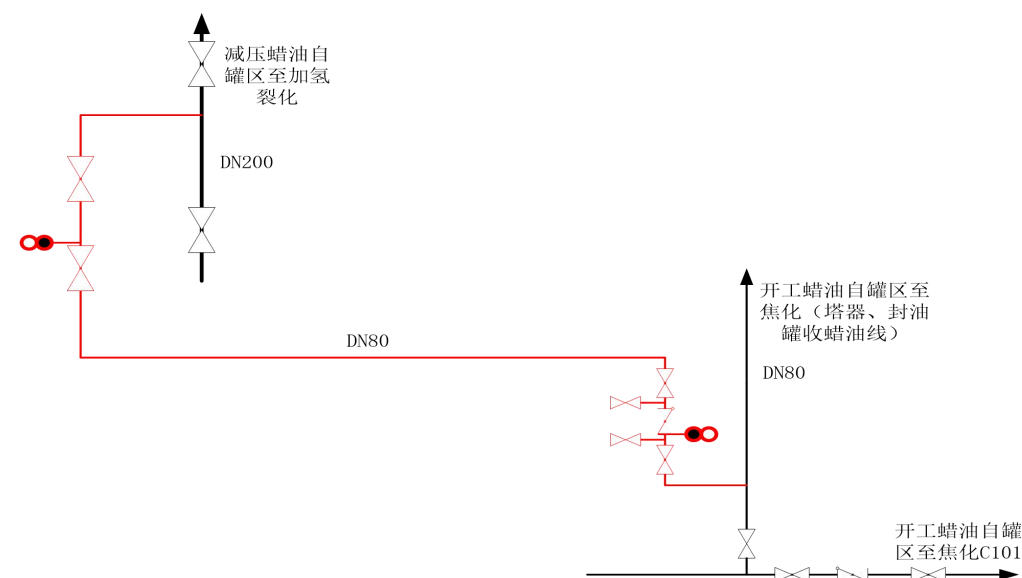 减压蜡油自
罐区至加氢
裂化
DN200
DN80
开工蜡油自罐区至
焦化（塔器、封油
罐收蜡油线）
DN80
开工蜡油自罐
区至焦化C101